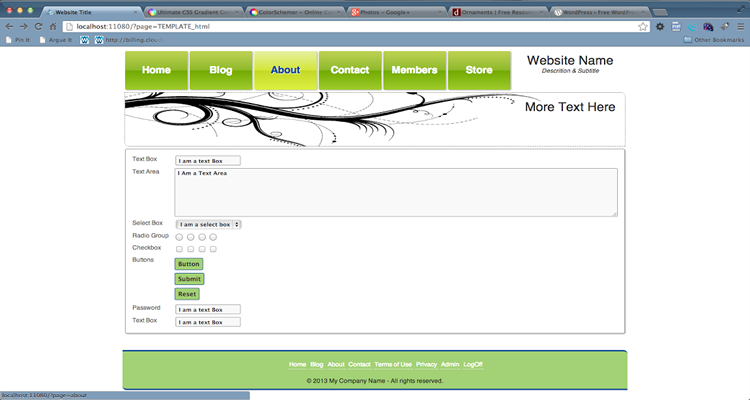 Website Title
Ultimate CSS Gradient
ColorSchemer – Online Co
Photos – Google+
Ornaments | Free Resou
WordPress › Free WordPr
localhost:11080/?page=TEMPLATE_html
Pin It Argue It http://billing.clou
Other Bookmarks
Home Blog About Contact Members Store
Website Name
Descrition & Subtitle
More Text Here
Text Box I am a text Box
Text Area I Am a Text Area
Select Box I am a select box
Radio Group
Checkbox
Buttons Button
Submit
Reset
Password I am a text Box
Text Box I am a text Box
Home Blog About Contact Terms of Use Privacy Admin LogOff
© 2013 My Company Name - All rights reserved.
localhost:11080/?page=about